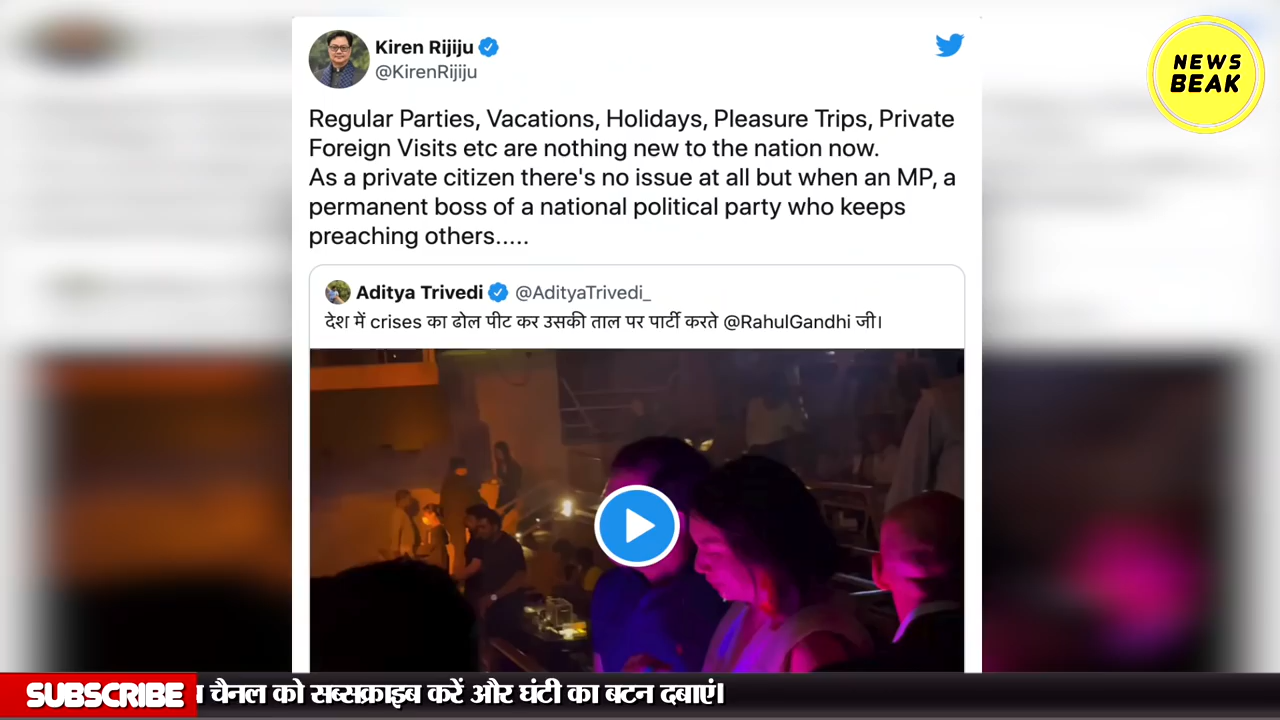 Kiren Rijiju
@KirenRijiju
NEWS
BEAK
Regular Parties, Vacations, Holidays, Pleasure Trips, Private
Foreign Visits etc are nothing new to the nation now.
As a private citizen there's no issue at all but when an MP, a
permanent boss of a national political party who keeps
preaching others.....
Aditya Trivedi @AdityaTrivedi_
देश में crises का ढोल पीट कर उसकी ताल पर पार्टी करते @RahulGandhi जी।
SUBSCRIBE
चैनल को सब्सक्राइब करें और घंटी का बटन दबाएं।